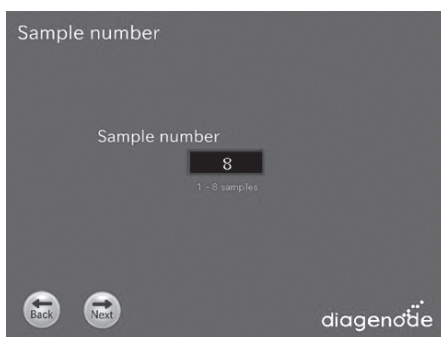 Sample number
Sample number
8
1 - 8 samples
Back
Next
diagenode